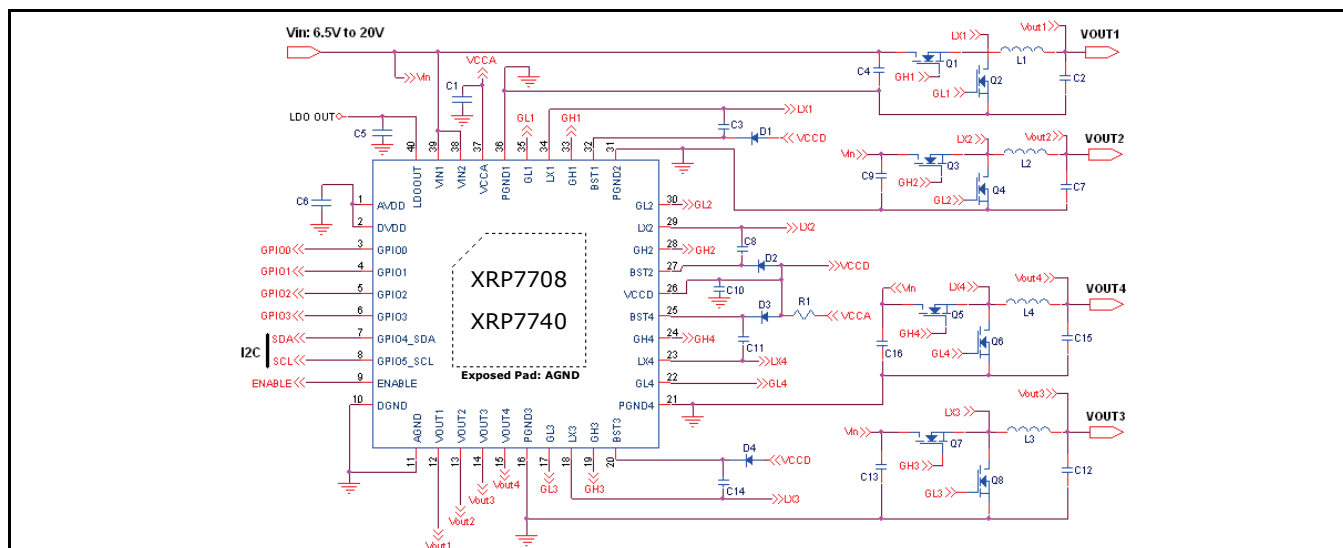 Vin: 6.5V to 20V
Vin
VCCA
C1
LDO OUT
C5
GL1
GH1
C3
LX1
D1
VCCD
40 39 38 37 36 35 34 33 32 31
LDOOUT
VIN1
VIN2
VCCA
PGND1
GL1
LX1
GH1
BST1
PGND2
C6
1 AVDD
2 DVDD
GPIO0 3 GPIO0
GPIO1 4 GPIO1
GPIO2 5 GPIO2
GPIO3 6 GPIO3
I2C
SDA 7 GPIO4_SDA
SCL 8 GPIO5_SCL
ENABLE 9 ENABLE
10 DGND
XRP7708
XRP7740
Exposed Pad: AGND
GL2 30 GL2
LX2 29 LX2
C8
GH2 28 GH2
BST2 27
D2
VCCD
VCCD 26
C10
D3
R1
VCCA
BST4 25
GH4 24 GH4
C11
LX4 23 LX4
GL4 22 GL4
PGND4 21
AGND
VOUT1
VOUT2
VOUT3
VOUT4
PGND3
GL3
LX3
GH3
BST3
11 12 13 14 15 16 17 18 19 20
Vout1
Vout2
Vout3
Vout4
GL3
GH3
D4
VCCD
C14
LX3
LX1
Vout1
VOUT1
C4
Q1
GH1
Q2
GL1
L1
C2
LX2
Vout2
VOUT2
Vin
C9
Q3
GH2
Q4
GL2
L2
C7
Vin
LX4
Vout4
VOUT4
Q5
GH4
Q6
GL4
L4
C16
C15
LX3
Vout3
VOUT3
Vin
Q7
GH3
Q8
GL3
L3
C13
C12